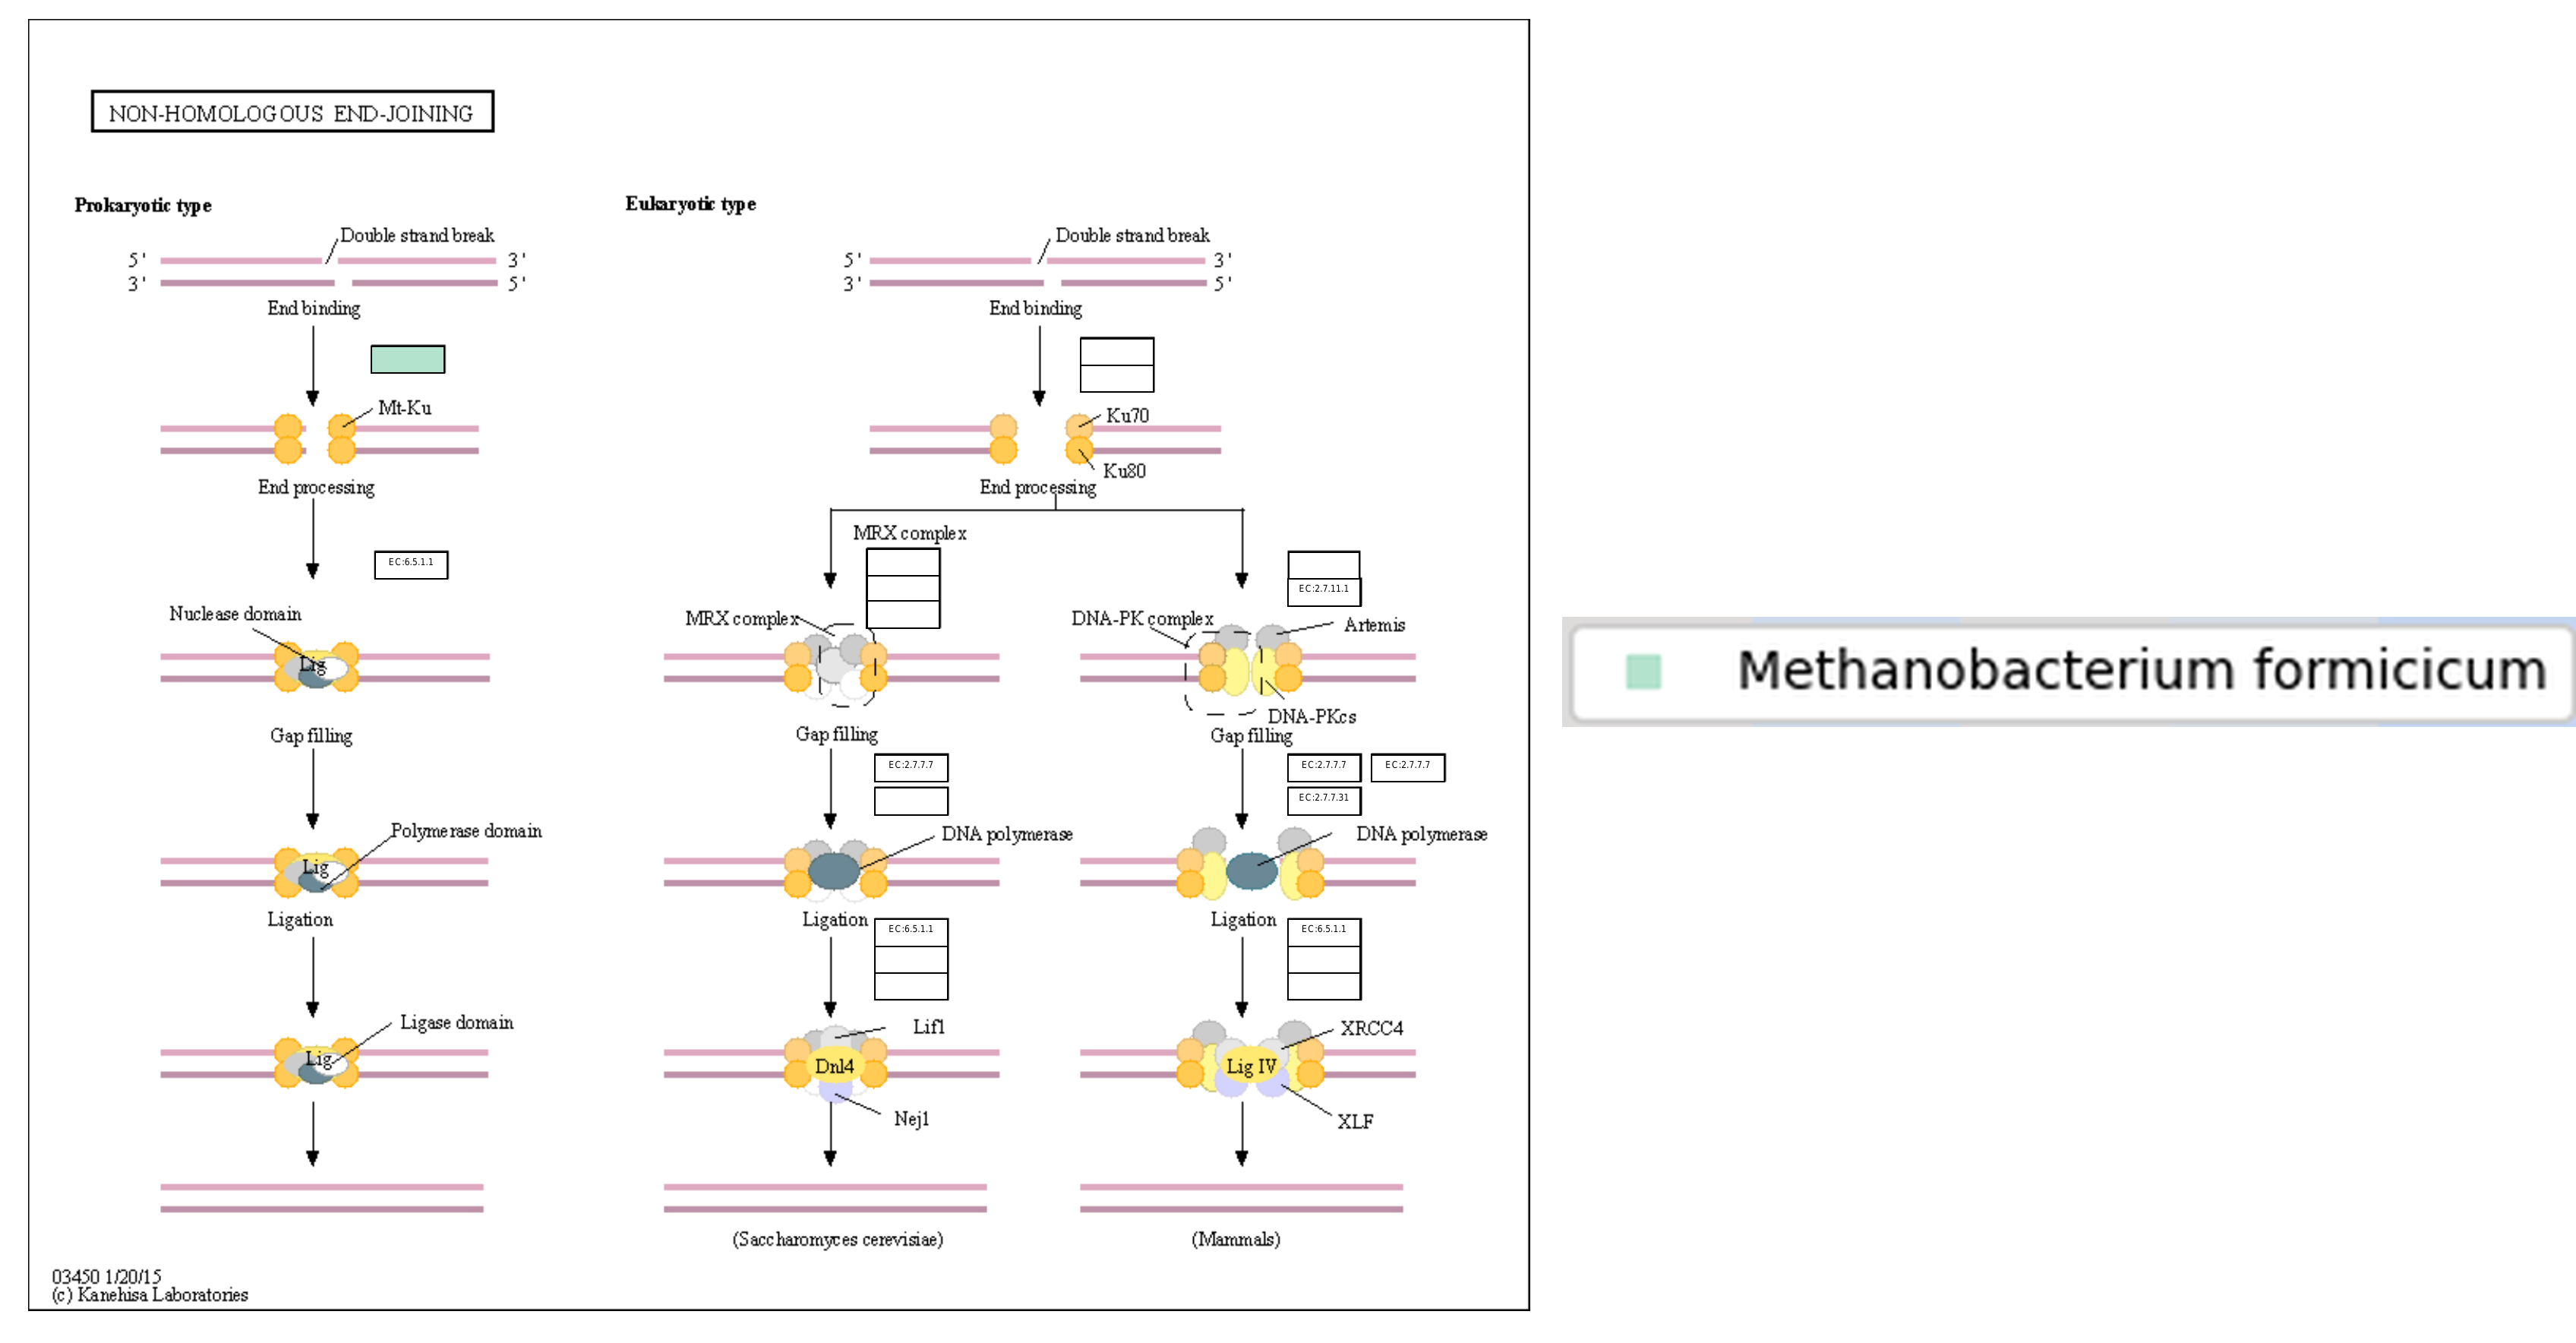 NON-HOMOLOGOUS END-JOINING
Prokaryotic type
Double strand break
5' 3'
3' 5'
End binding
Mt-Ku
End processing
EC:6.5.1.1
Nuclease domain
Lig
Gap filling
Polymerase domain
Lig
Ligation
Ligase domain
Lig
Eukaryotic type
Double strand break
5' 3'
3' 5'
End binding
Ku70
Ku80
End processing
MRX complex
MRX complex
Gap filling
EC:2.7.7.7
DNA polymerase
Ligation
EC:6.5.1.1
Lif1
Dnl4
Nej1
(Saccharomyces cerevisiae)
EC:2.7.11.1
DNA-PK complex
Artemis
DNA-PKcs
Gap filling
EC:2.7.7.7 EC:2.7.7.7
EC:2.7.7.31
DNA polymerase
Ligation
EC:6.5.1.1
XRCC4
Lig IV
XLF
(Mammals)
03450 1/20/15
(c) Kanehisa Laboratories
Methanobacterium formicicum